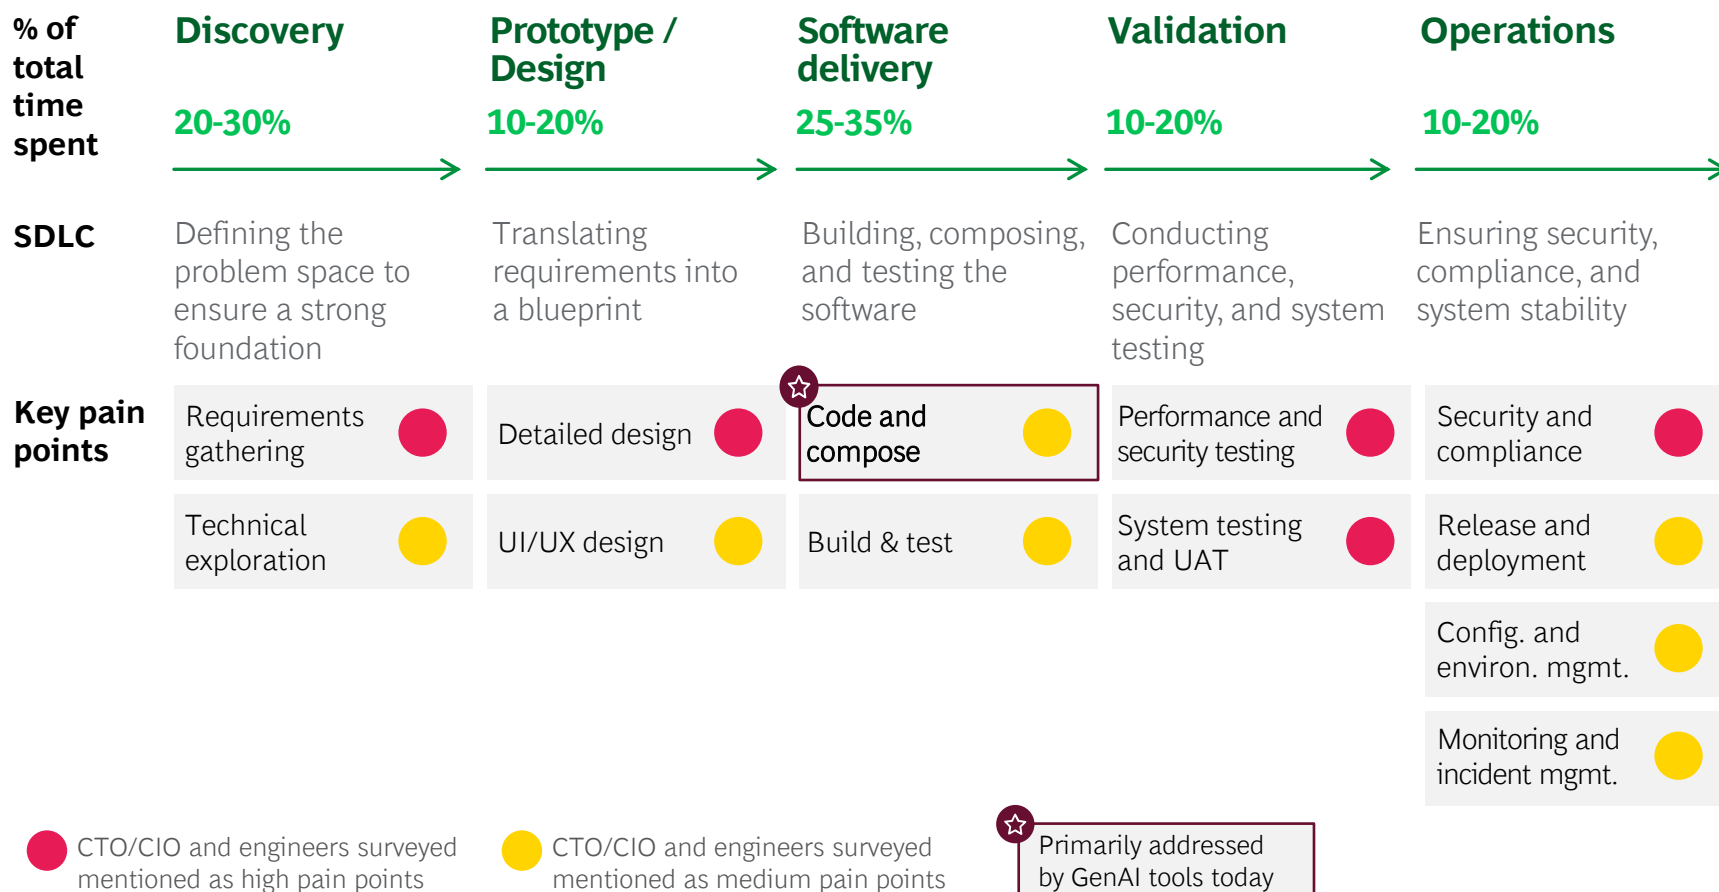 % of
total
time
spent
Discovery
20-30%
Prototype /
Design
10-20%
Software
delivery
25-35%
Validation
10-20%
Operations
10-20%
SDLC
Defining the
problem space to
ensure a strong
foundation
Translating
requirements into
a blueprint
Building, composing,
and testing the
software
Conducting
performance,
security, and system
testing
Ensuring security,
compliance, and
system stability
Key pain
points
Requirements
gathering
Technical
exploration
Detailed design
UI/UX design
Code and
compose
Build & test
Performance and
security testing
System testing
and UAT
Security and
compliance
Release and
deployment
Config. and
environ. mgmt.
Monitoring and
incident mgmt.
CTO/CIO and engineers surveyed
mentioned as high pain points
CTO/CIO and engineers surveyed
mentioned as medium pain points
Primarily addressed
by GenAI tools today